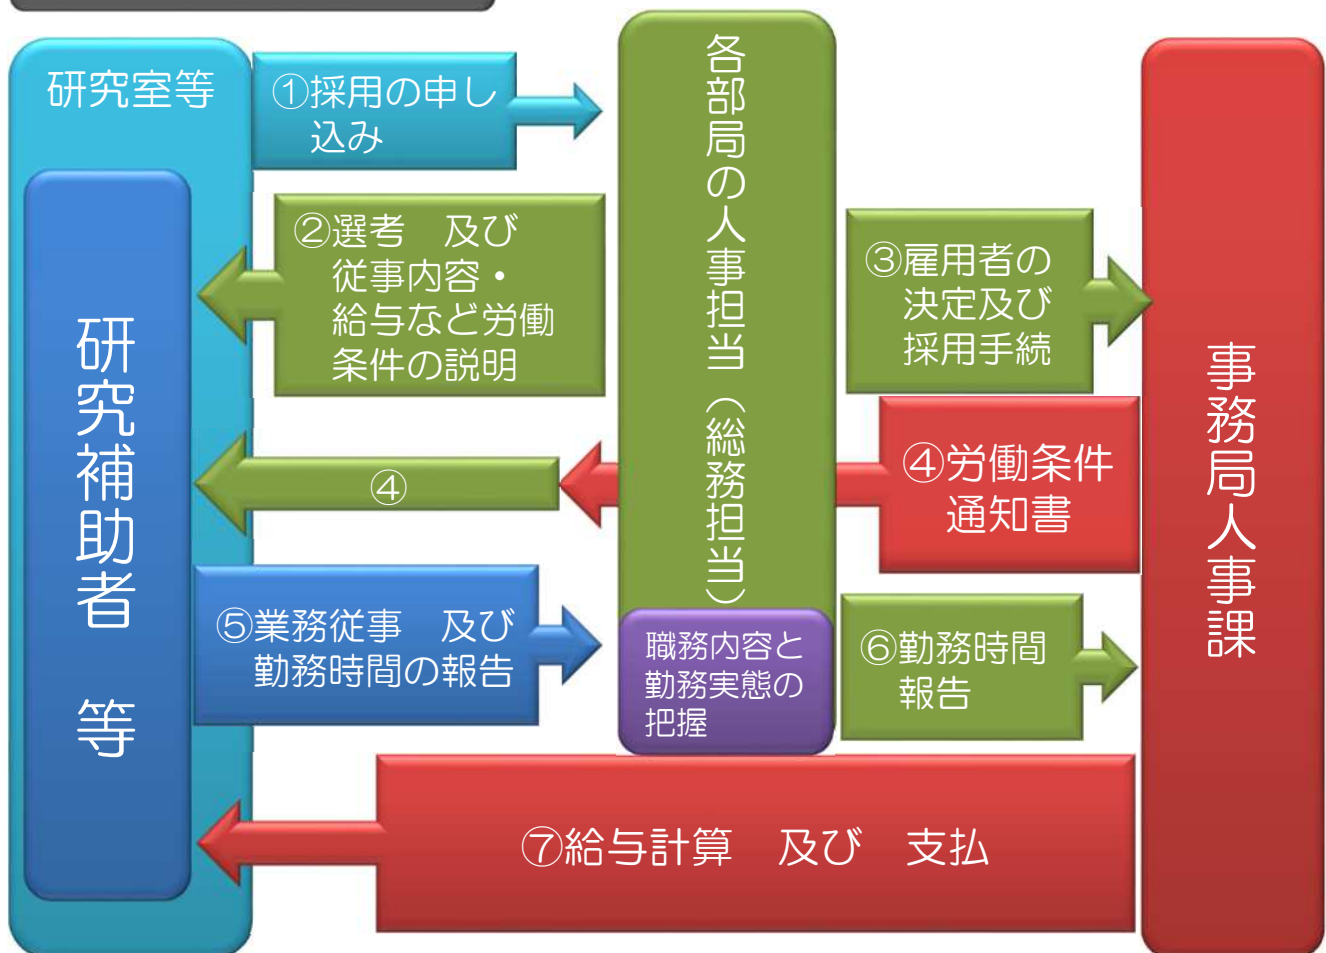 研究室等
①採用の申し
込み
②選考　及び
従事内容・
給与など労働
条件の説明
③雇用者の
決定及び
採用手続
④労働条件
通知書
④
⑤業務従事　及び
勤務時間の報告
⑥勤務時間
報告
⑦給与計算　及び　支払
研究補助者　等
各部局の人事担当（総務担当）
職務内容と
勤務実態の
把握
事務局人事課